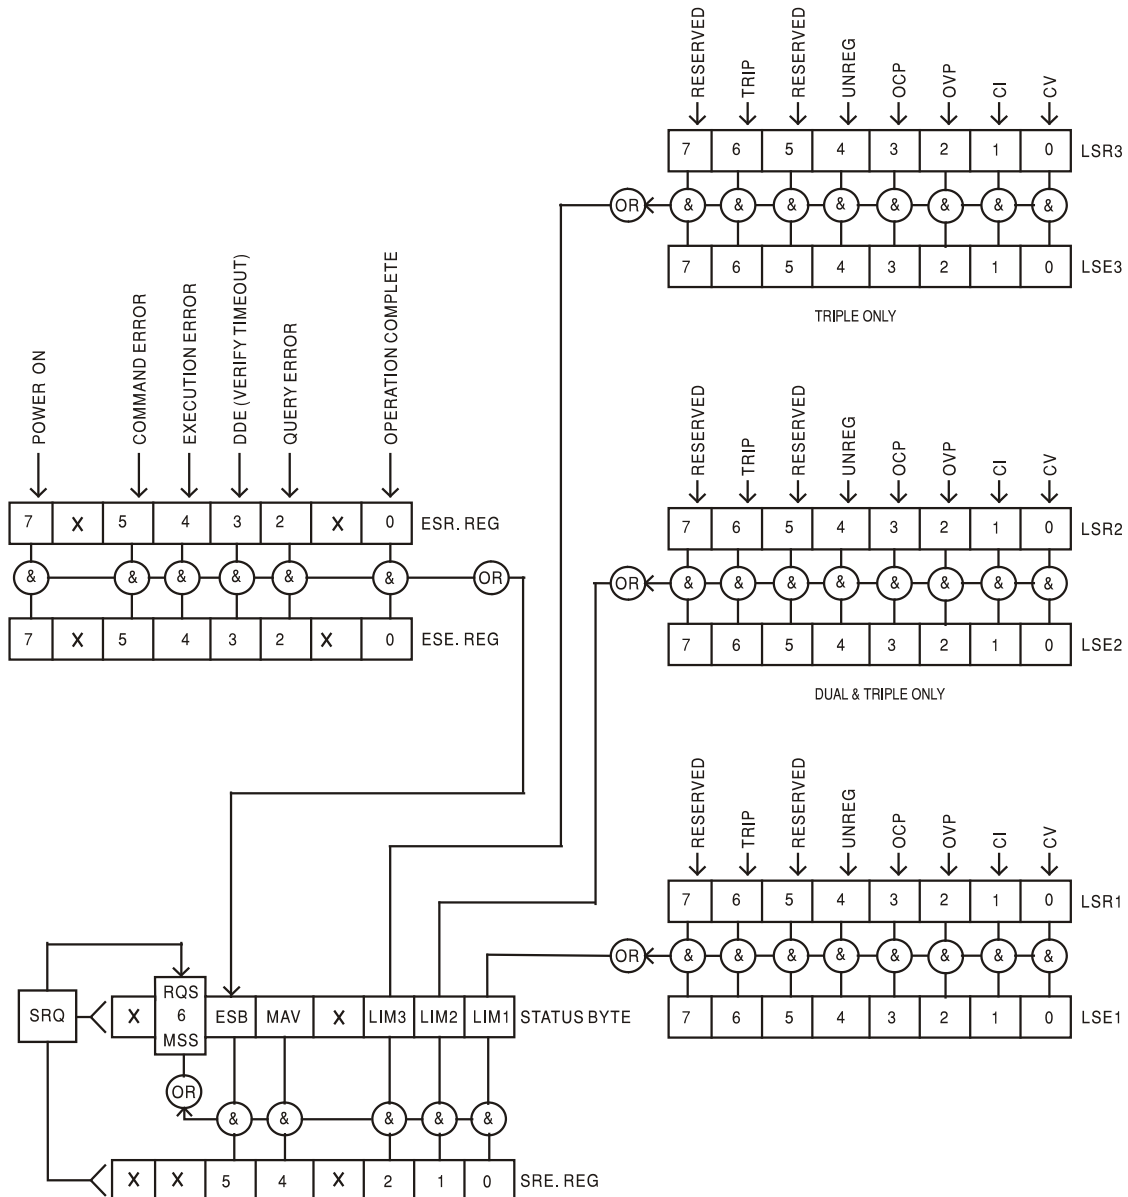 RESERVED TRIP RESERVED UNREG OCP OVP CI CV
7 6 5 4 3 2 1 0 LSR3
OR & & & & & & & &
7 6 5 4 3 2 1 0 LSE3
TRIPLE ONLY
POWER ON COMMAND ERROR EXECUTION ERROR DDE (VERIFY TIMEOUT) QUERY ERROR OPERATION COMPLETE
7 X 5 4 3 2 X 0 ESR. REG
& & & & & & OR
7 X 5 4 3 2 X 0 ESE. REG
RESERVED TRIP RESERVED UNREG OCP OVP CI CV
7 6 5 4 3 2 1 0 LSR2
OR & & & & & & & &
7 6 5 4 3 2 1 0 LSE2
DUAL & TRIPLE ONLY
RESERVED TRIP RESERVED UNREG OCP OVP CI CV
7 6 5 4 3 2 1 0 LSR1
OR & & & & & & & &
7 6 5 4 3 2 1 0 LSE1
SRQ X RQS 6 MSS ESB MAV X LIM3 LIM2 LIM1 STATUS BYTE
OR & & & & &
X X 5 4 X 2 1 0 SRE. REG